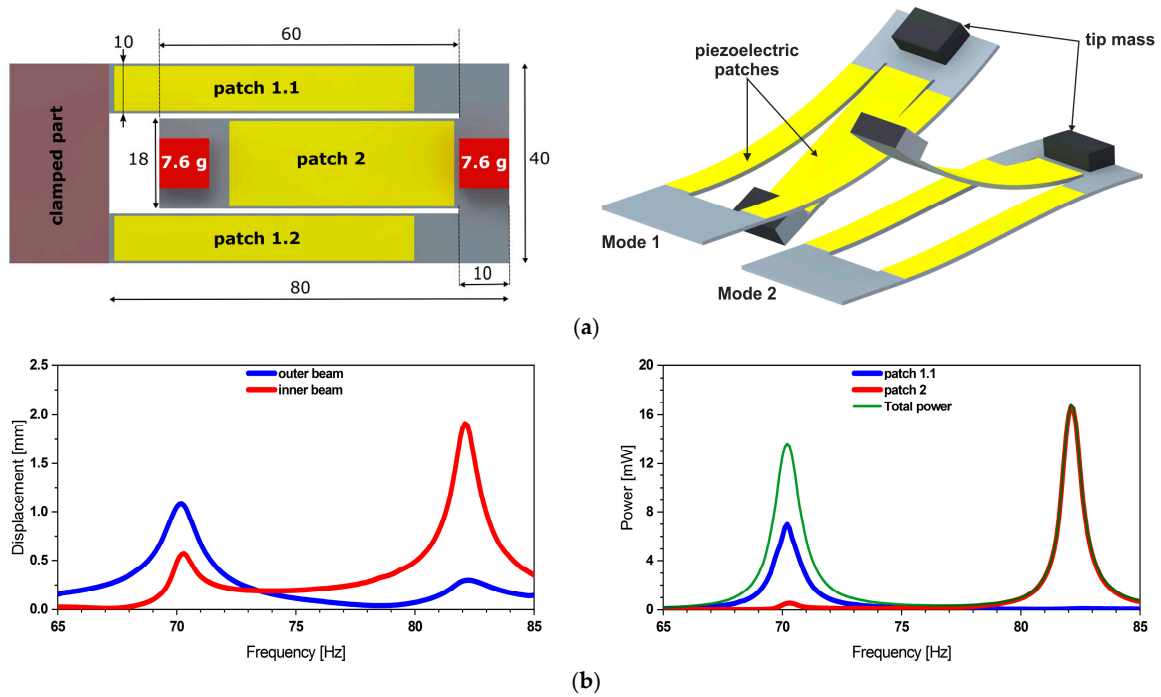 60
10
patch 1.1
clamped part
18
7.6 g
patch 2
7.6 g
40
patch 1.2
10
80
tip mass
piezoelectric
patches
Mode 1
Mode 2
(a)
2.5
2.0
1.5
1.0
0.5
0.0
Displacement [mm]
outer beam
inner beam
65
70
75
80
85
Frequency [Hz]
20
16
12
8
4
0
Power [mW]
patch 1.1
patch 2
Total power
65
70
75
80
85
Frequency [Hz]
(b)